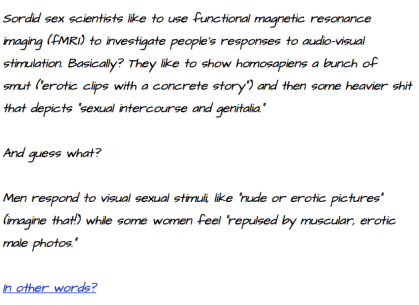 Sordid sex scientists like to use functional magnetic resonance
imaging (fMRI) to investigate people's responses to audio-visual
stimulation. Basically? They like to show homosapiens a bunch of
smut ("erotic clips with a concrete story") and then some heavier shit
that depicts "sexual intercourse and genitalia."
And guess what?
Men respond to visual sexual stimuli, like "nude or erotic pictures"
(imagine that!) while some women feel "repulsed by muscular, erotic
male photos."
In other words?